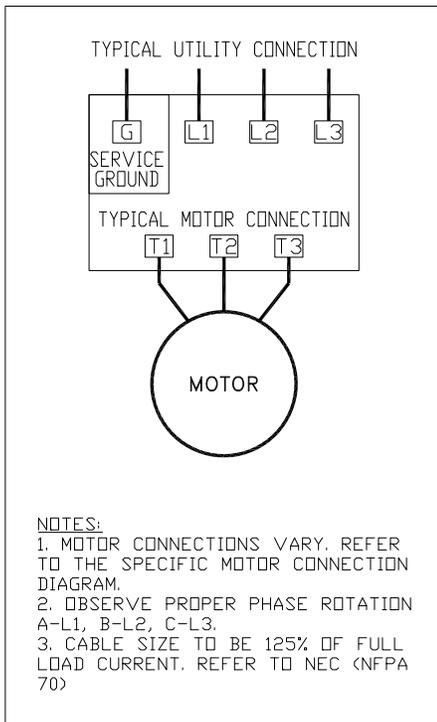 TYPICAL UTILITY CONNECTION
G L1 L2 L3
SERVICE
GROUND
TYPICAL MOTOR CONNECTION
T1 T2 T3
MOTOR
NOTES:
1. MOTOR CONNECTIONS VARY. REFER
TO THE SPECIFIC MOTOR CONNECTION
DIAGRAM.
2. OBSERVE PROPER PHASE ROTATION
A-L1, B-L2, C-L3.
3. CABLE SIZE TO BE 125% OF FULL
LOAD CURRENT. REFER TO NEC (NFPA
70)